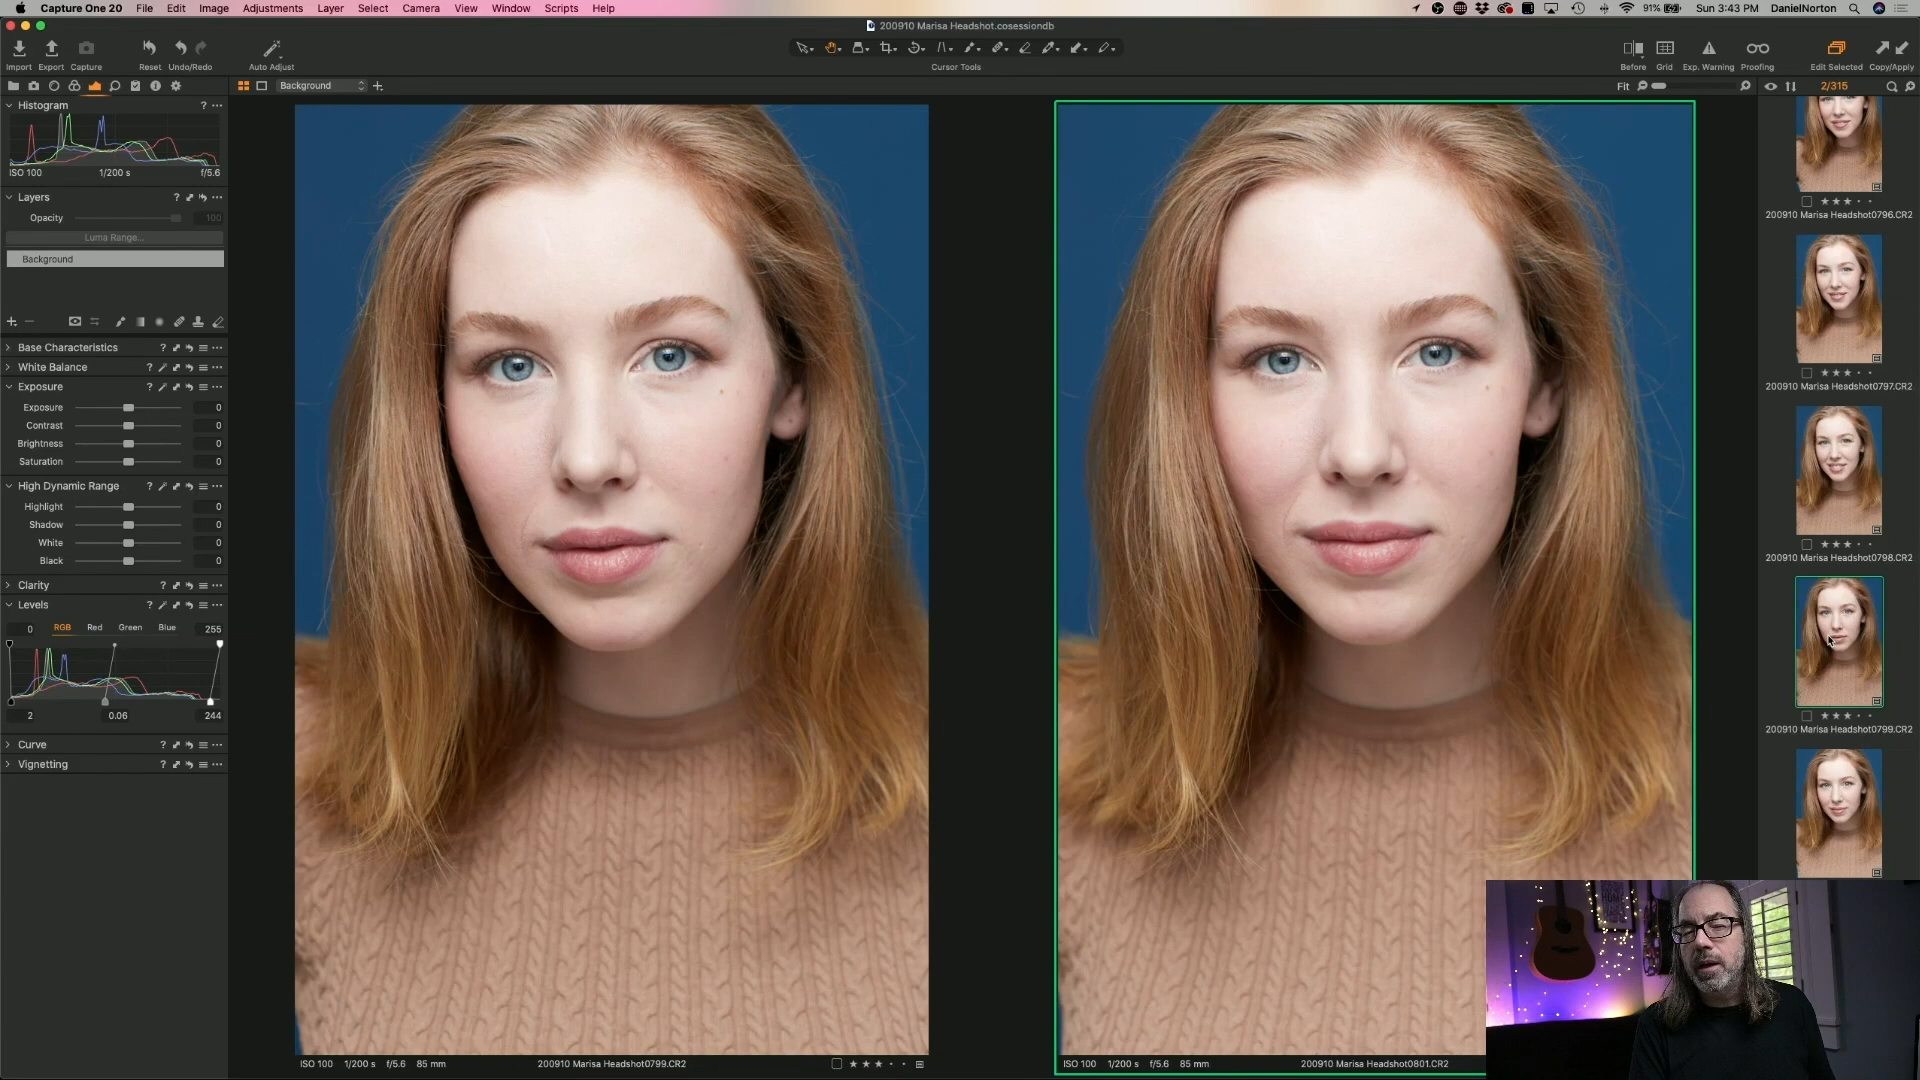 Capture One 20 File Edit Image Adjustments Layer Select Camera View Window Scripts Help 91% Sun 3:43 PM DanielNorton
200910 Marisa Headshot.cosessiondb
Import Export Capture Reset Undo/Redo Auto Adjust Cursor Tools Before Grid Exp. Warning Proofing Edit Selected Copy/Apply
Background Fit 2/315
Histogram ?
ISO 100 1/200 s f/5.6
Layers ?
Opacity 100
Luma Range...
Background
Base Characteristics ?
White Balance ?
Exposure ?
Exposure 0
Contrast 0
Brightness 0
Saturation 0
High Dynamic Range ?
Highlight 0
Shadow 0
White 0
Black 0
Clarity ?
Levels ?
0 RGB Red Green Blue 255
2 0.06 244
Curve ?
Vignetting ?
ISO 100 1/200 s f/5.6 85 mm 200910 Marisa Headshot0799.CR2
ISO 100 1/200 s f/5.6 85 mm 200910 Marisa Headshot0801.CR2
200910 Marisa Headshot0796.CR2
200910 Marisa Headshot0797.CR2
200910 Marisa Headshot0798.CR2
200910 Marisa Headshot0799.CR2